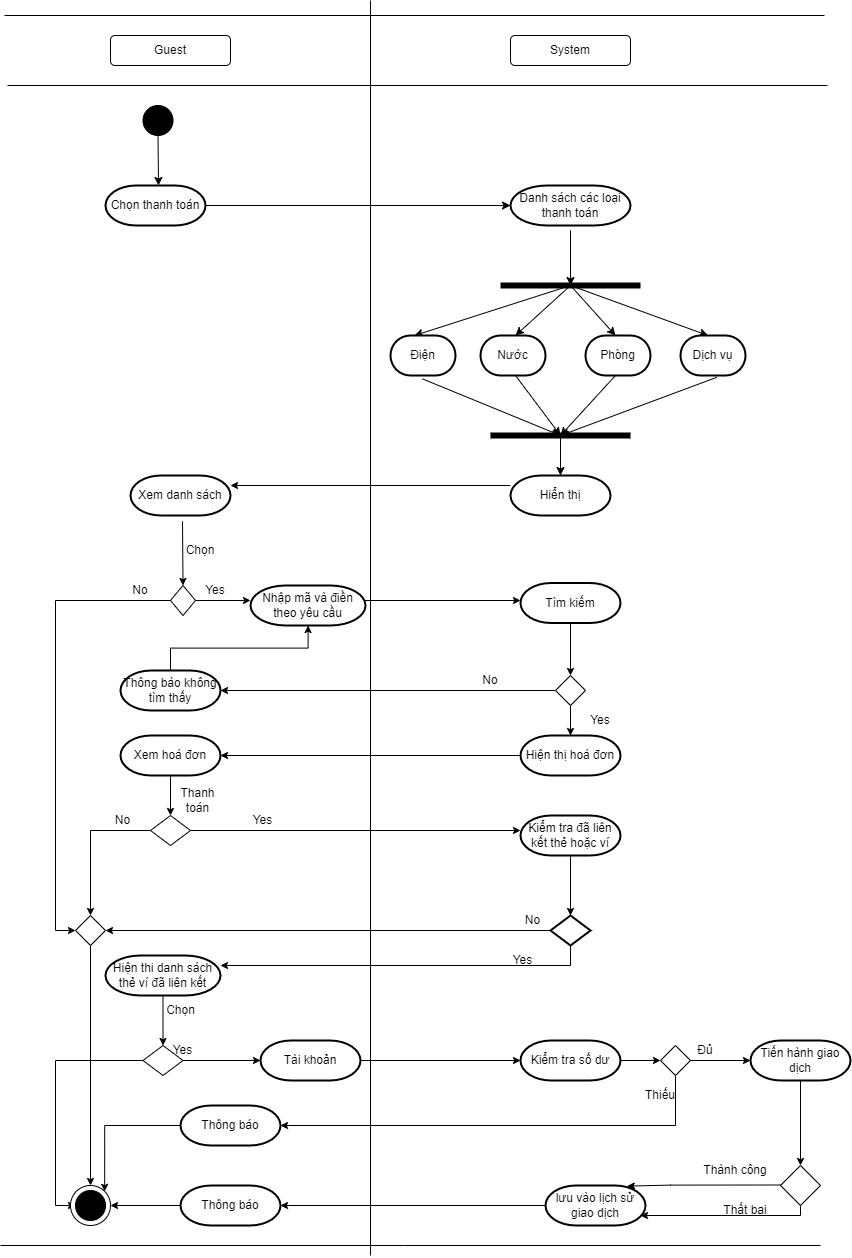 Guest
System
Chọn thanh toán
Danh sách các loại
thanh toán
Điện
Nước
Phòng
Dịch vụ
Xem danh sách
Hiển thị
Chọn
No
Yes
Nhập mã và điền
theo yêu cầu
Tìm kiếm
Thông báo không
tìm thấy
No
Yes
Xem hoá đơn
Hiện thị hoá đơn
Thanh
toán
No
Yes
Kiểm tra đã liên
kết thẻ hoặc ví
No
Yes
Hiện thi danh sách
thẻ ví đã liên kết
Chọn
Yes
Tài khoản
Kiểm tra số dư
Đủ
Tiến hành giao
dịch
Thiếu
Thông báo
Thành công
Thất bai
Thông báo
lưu vào lịch sử
giao dịch